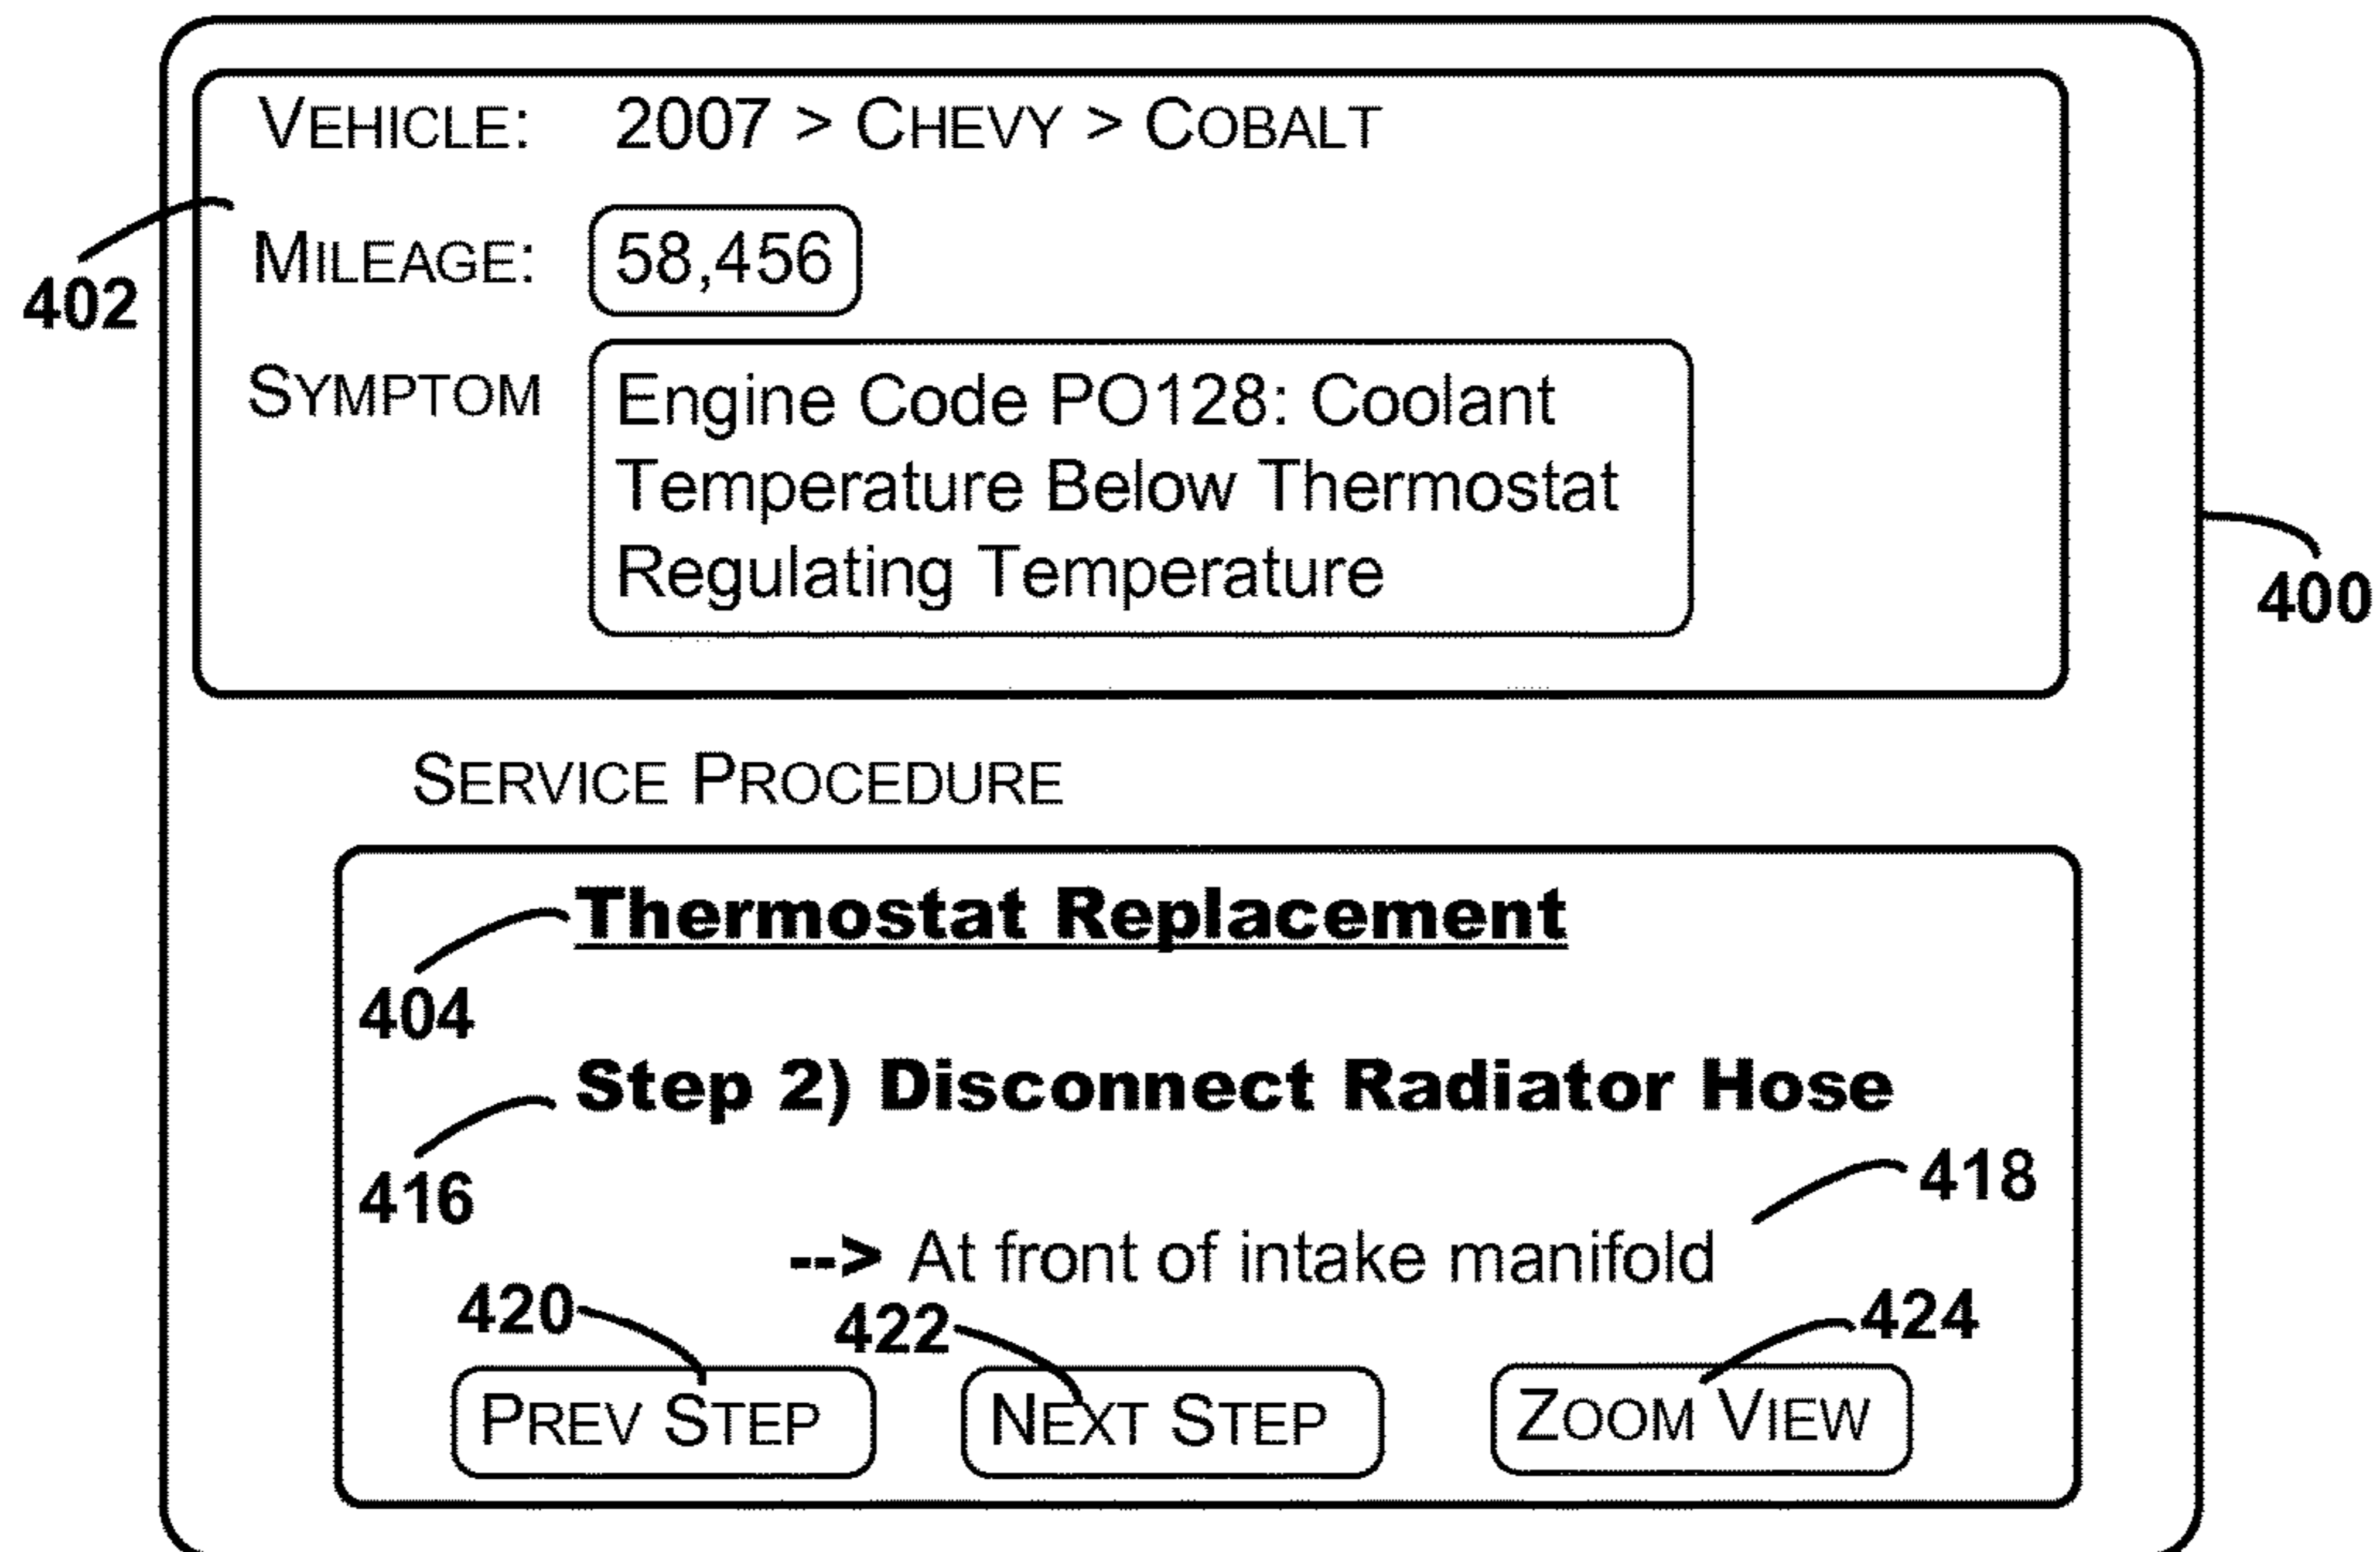 VEHICLE: 2007 > CHEVY > COBALT
402
MILEAGE: 58,456
SYMPTOM
Engine Code PO128: Coolant
Temperature Below Thermostat
Regulating Temperature
400
SERVICE PROCEDURE
Thermostat Replacement
404
Step 2) Disconnect Radiator Hose
416
418
--> At front of intake manifold
420
422
424
PREV STEP
NEXT STEP
ZOOM VIEW